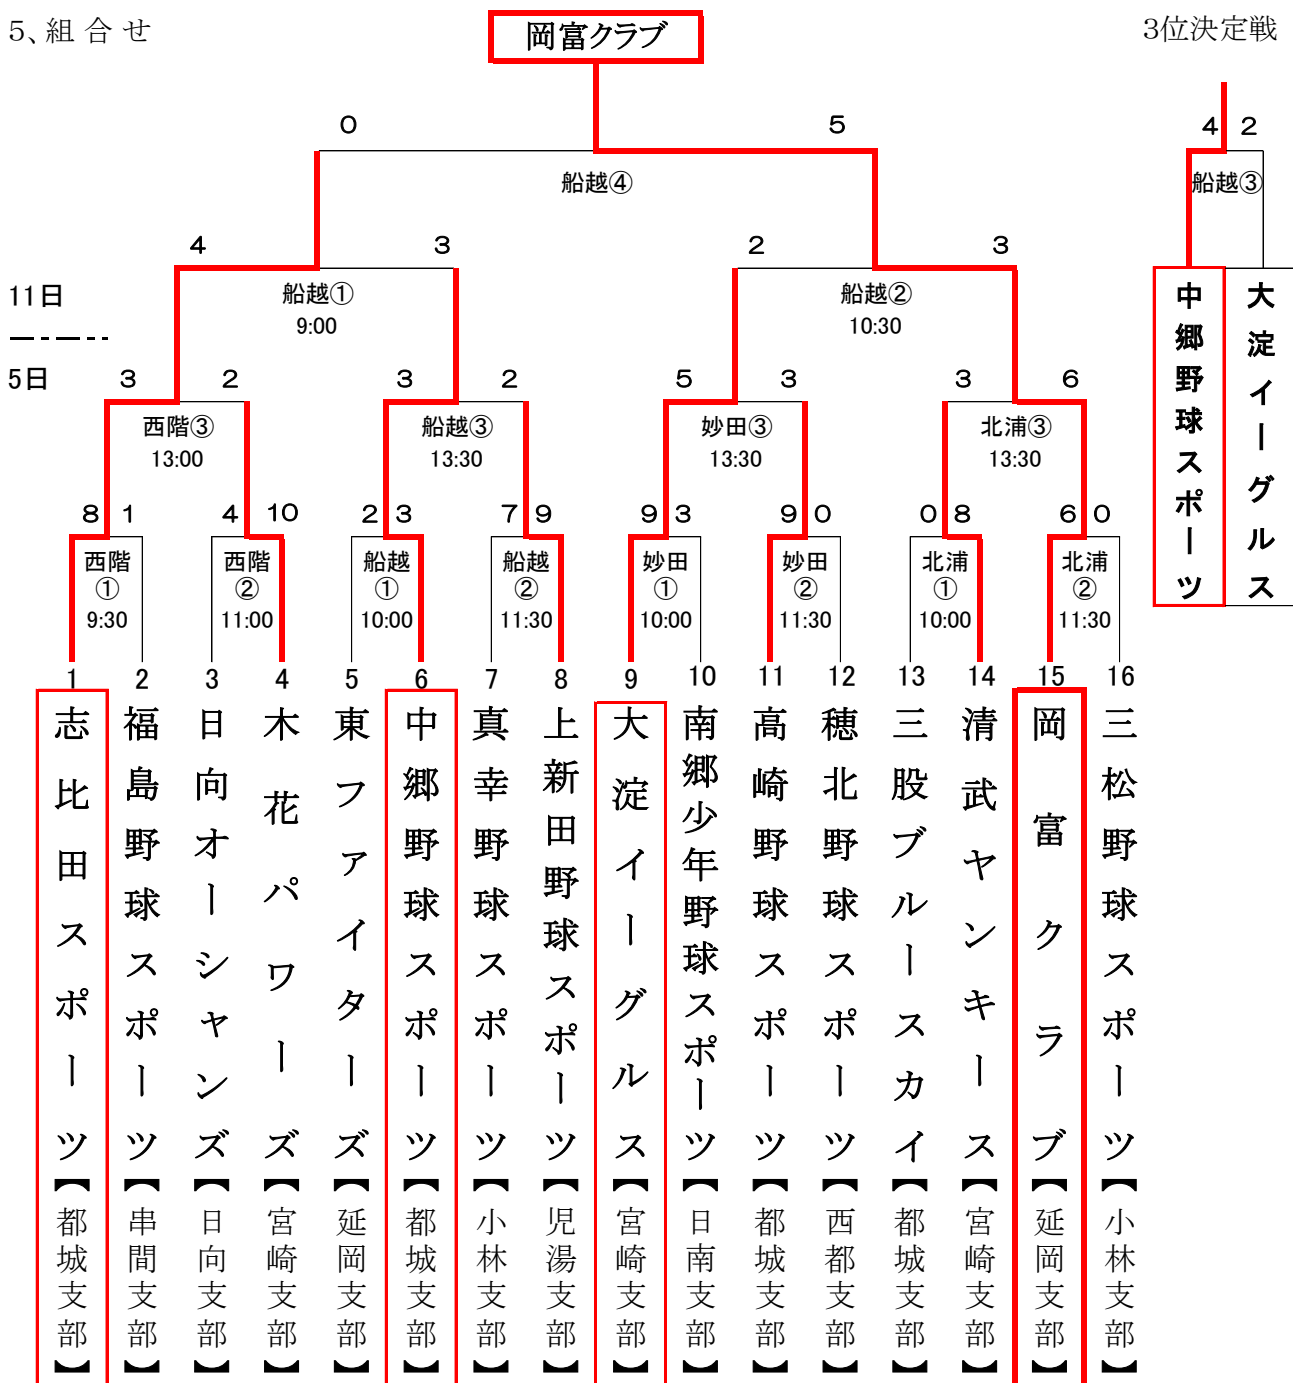 5、組 合 せ
岡富クラブ
3位決定戦
0 5
4 2
船越④
船越③
4 3 2 3
11日
船越① 船越②
9:00 10:30
中郷野球スポーツ
大淀イーグルス
5日
3 2 3 2 5 3 3 6
西階③ 船越③ 妙田③ 北浦③
13:00 13:30 13:30 13:30
8 1 4 10 2 3 7 9 9 3 9 0 0 8 6 0
西階 西階 船越 船越 妙田 妙田 北浦 北浦
① ② ① ② ① ② ① ②
9:30 11:00 10:00 11:30 10:00 11:30 10:00 11:30
1 2 3 4 5 6 7 8 9 10 11 12 13 14 15 16
志比田スポーツ【都城支部】
福島野球スポーツ【串間支部】
日向オーシャンズ【日向支部】
木花パワーズ【宮崎支部】
東ファイターズ【延岡支部】
中郷野球スポーツ【都城支部】
真幸野球スポーツ【小林支部】
上新田野球スポーツ【児湯支部】
大淀イーグルス【宮崎支部】
南郷少年野球スポーツ【日南支部】
高崎野球スポーツ【都城支部】
穂北野球スポーツ【西都支部】
三股ブルースカイ【都城支部】
清武ヤンキース【宮崎支部】
岡富クラブ【延岡支部】
三松野球スポーツ【小林支部】